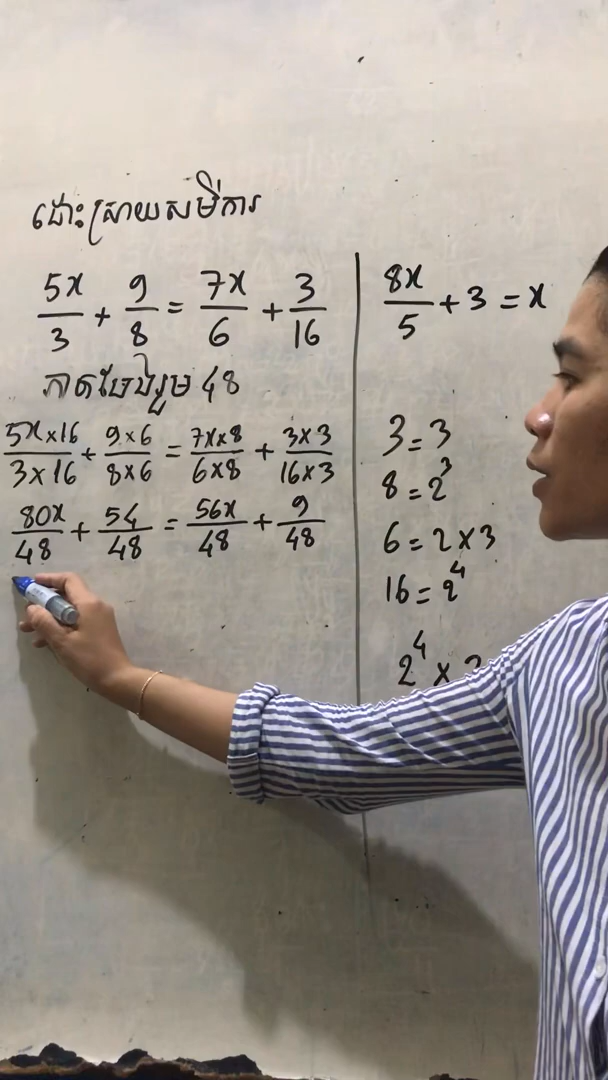 ដោះស្រាយសមីការ
5x/3 + 9/8 = 7x/6 + 3/16
ភាគបែងរួម 48
5x×16/3×16 + 9×6/8×6 = 7x×8/6×8 + 3×3/16×3
80x/48 + 54/48 = 56x/48 + 9/48
8x/5 + 3 = x
3 = 3
8 = 2³
6 = 2 × 3
16 = 2⁴
2⁴ ×